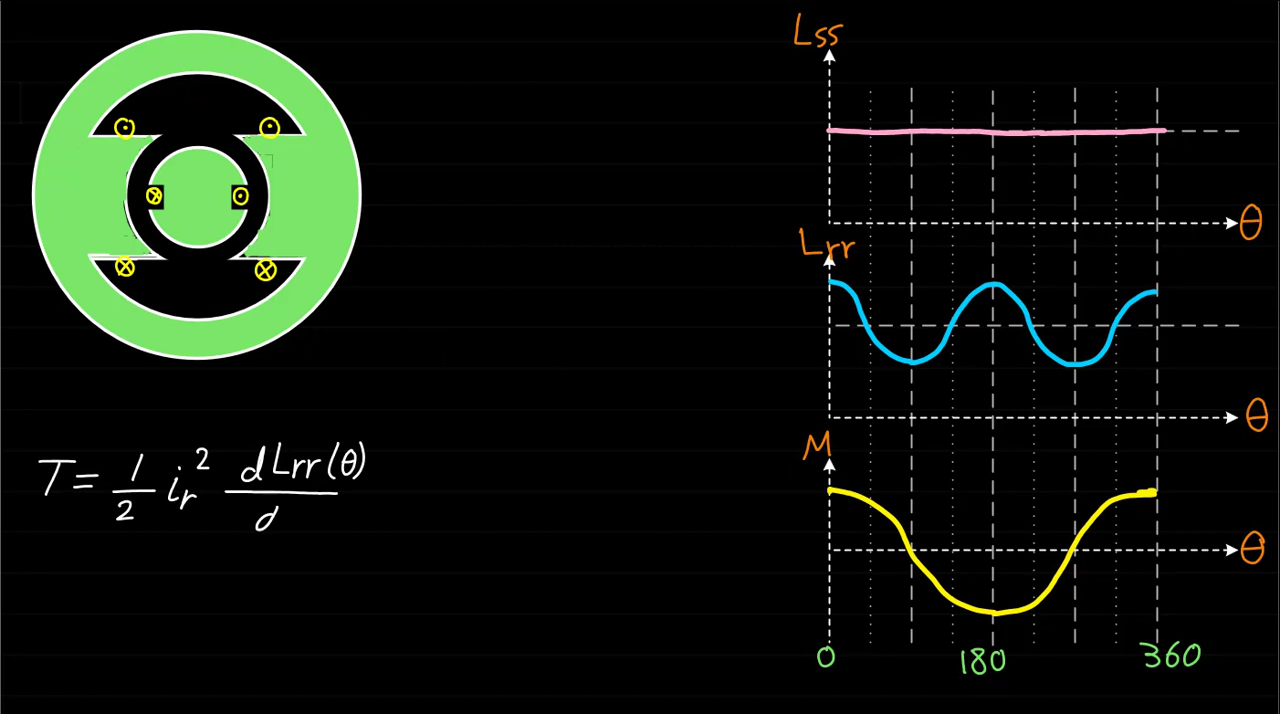 Lss
θ
Lrr
θ
M
θ
0 180 360
T = 1/2 ir² dLrr(θ)/d